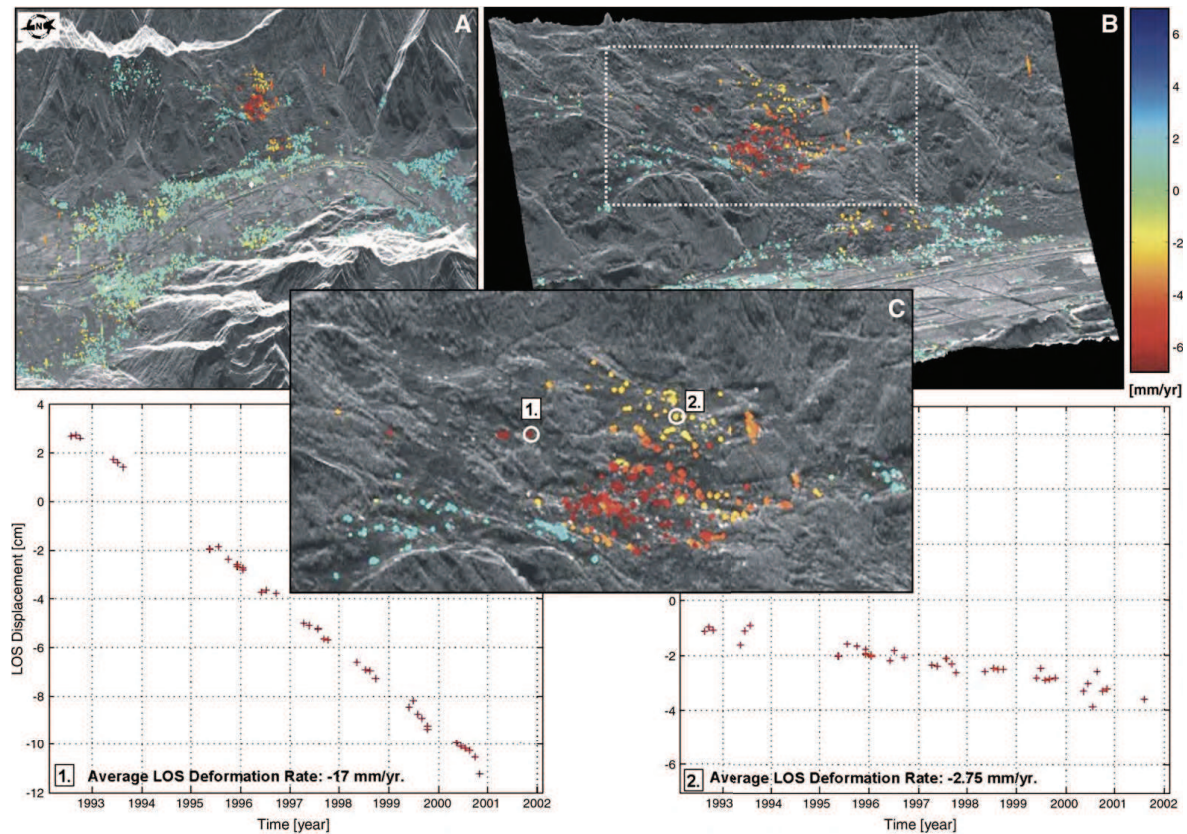 N
A
B
6
4
2
0
-2
-4
-6
[mm/yr]
C
1.
2.
4
2
0
-2
-4
-6
-8
-10
-12
LOS Displacement [cm]
1. Average LOS Deformation Rate: -17 mm/yr.
1993 1994 1995 1996 1997 1998 1999 2000 2001 2002
Time [year]
0
-2
-4
-6
2. Average LOS Deformation Rate: -2.75 mm/yr.
1993 1994 1995 1996 1997 1998 1999 2000 2001 2002
Time [year]